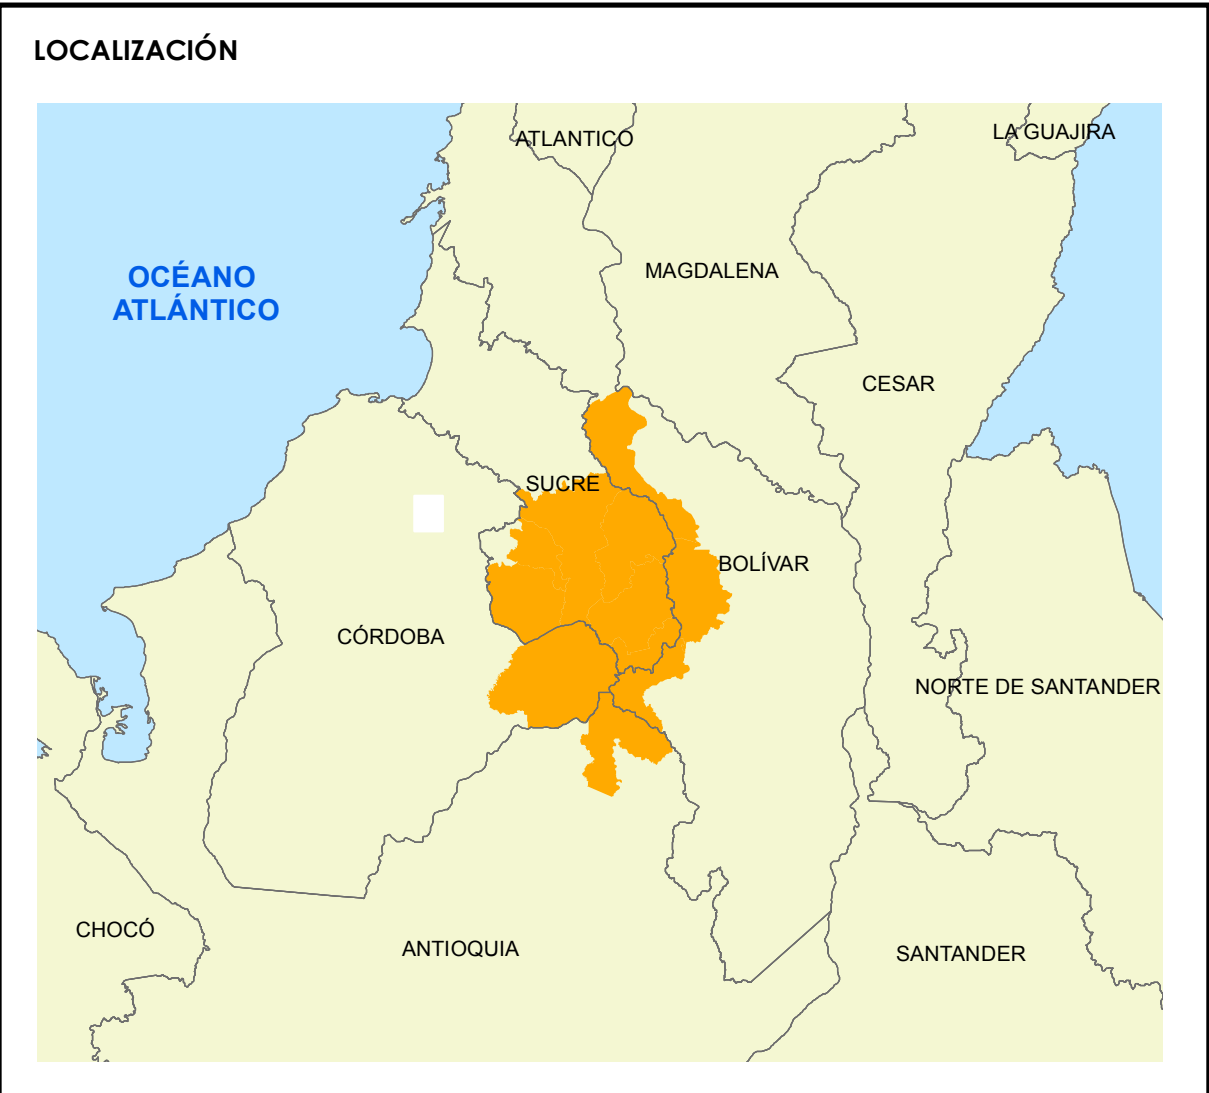 LOCALIZACIÓN
ATLANTICO
LA GUAJIRA
OCÉANO
ATLÁNTICO
MAGDALENA
CESAR
SUCRE
BOLÍVAR
CÓRDOBA
NORTE DE SANTANDER
CHOCÓ
ANTIOQUIA
SANTANDER